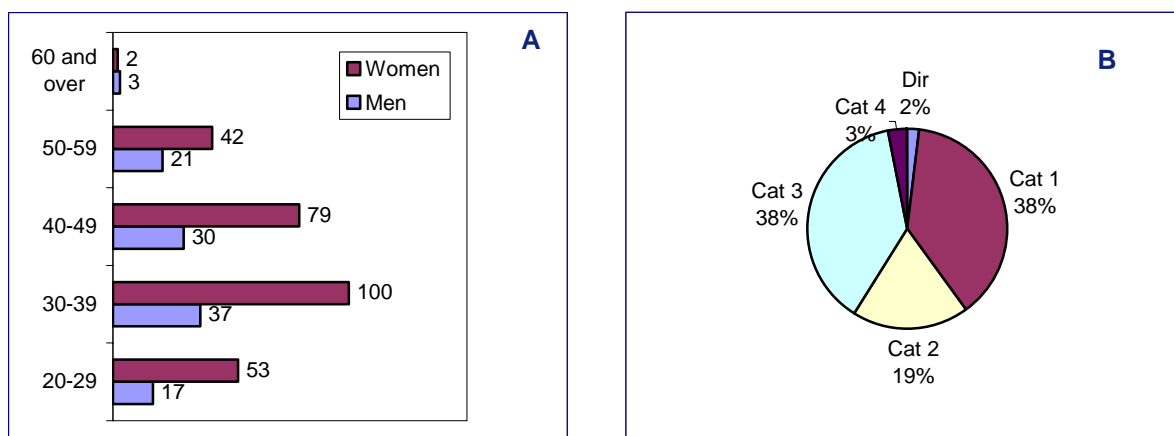 A
60 and
over
2
3
Women
Men
50-59
42
21
40-49
79
30
30-39
100
37
20-29
53
17
B
Dir
2%
Cat 4
3%
Cat 1
38%
Cat 3
38%
Cat 2
19%